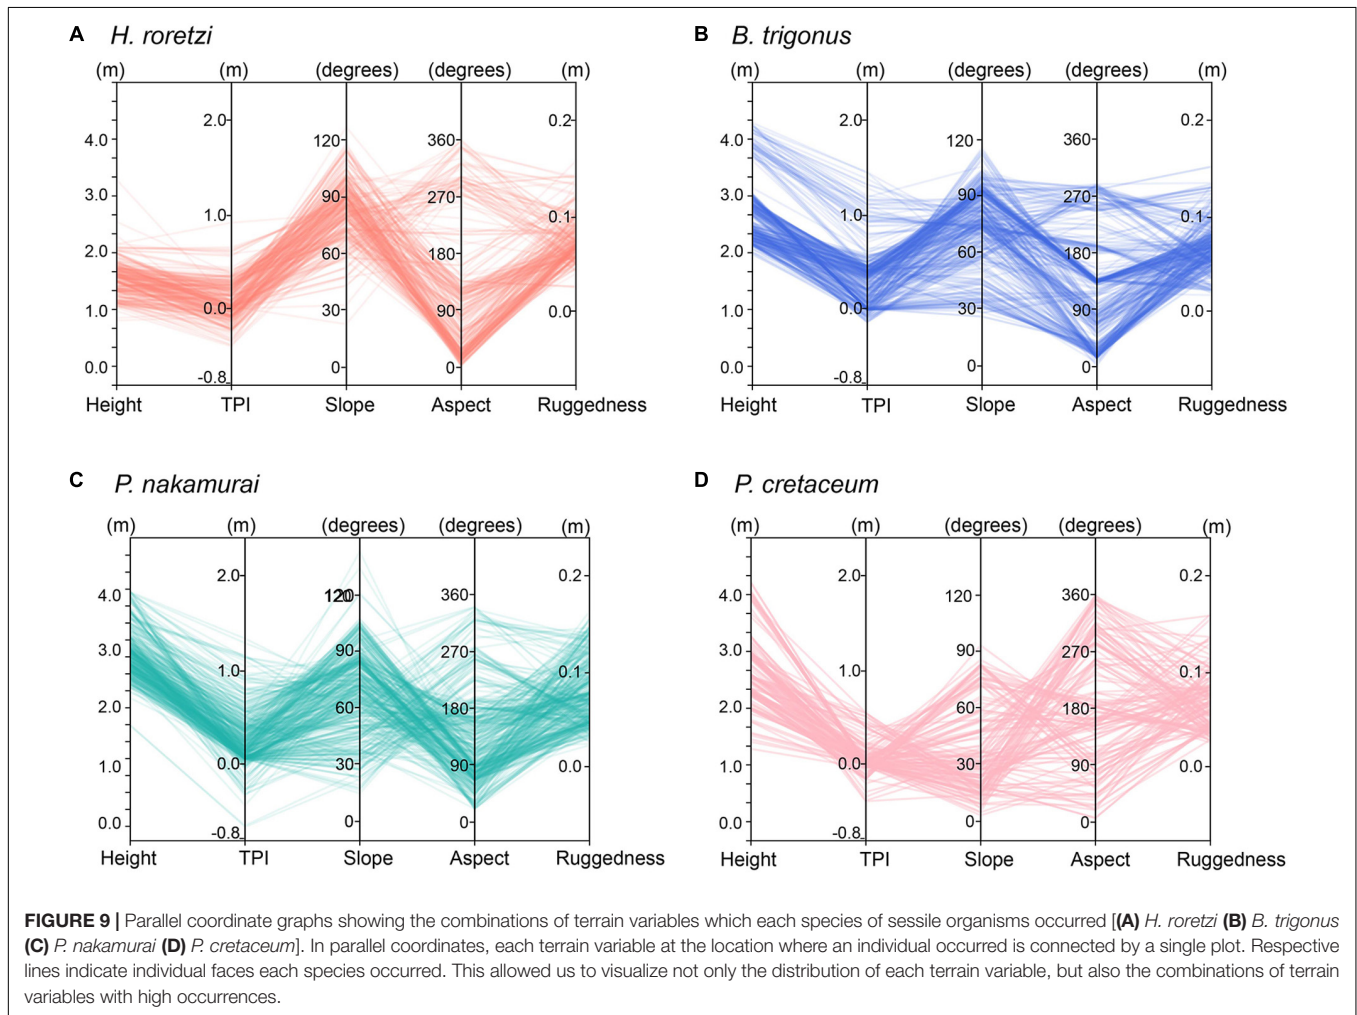 A H. roretzi
(m) (m) (degrees) (degrees) (m)
4.0 3.0 2.0 1.0 0.0
2.0 1.0 0.0 -0.8
120 90 60 30 0
360 270 180 90 0
0.2 0.1 0.0
Height TPI Slope Aspect Ruggedness
B B. trigonus
(m) (m) (degrees) (degrees) (m)
4.0 3.0 2.0 1.0 0.0
2.0 1.0 0.0 -0.8
120 90 60 30 0
360 270 180 90 0
0.2 0.1 0.0
Height TPI Slope Aspect Ruggedness
C P. nakamurai
(m) (m) (degrees) (degrees) (m)
4.0 3.0 2.0 1.0 0.0
2.0 1.0 0.0 -0.8
120 90 60 30 0
360 270 180 90 0
0.2 0.1 0.0
Height TPI Slope Aspect Ruggedness
D P. cretaceum
(m) (m) (degrees) (degrees) (m)
4.0 3.0 2.0 1.0 0.0
2.0 1.0 0.0 -0.8
120 90 60 30 0
360 270 180 90 0
0.2 0.1 0.0
Height TPI Slope Aspect Ruggedness
FIGURE 9 | Parallel coordinate graphs showing the combinations of terrain variables which each species of sessile organisms occurred [(A) H. roretzi (B) B. trigonus
(C) P. nakamurai (D) P. cretaceum]. In parallel coordinates, each terrain variable at the location where an individual occurred is connected by a single plot. Respective
lines indicate individual faces each species occurred. This allowed us to visualize not only the distribution of each terrain variable, but also the combinations of terrain
variables with high occurrences.